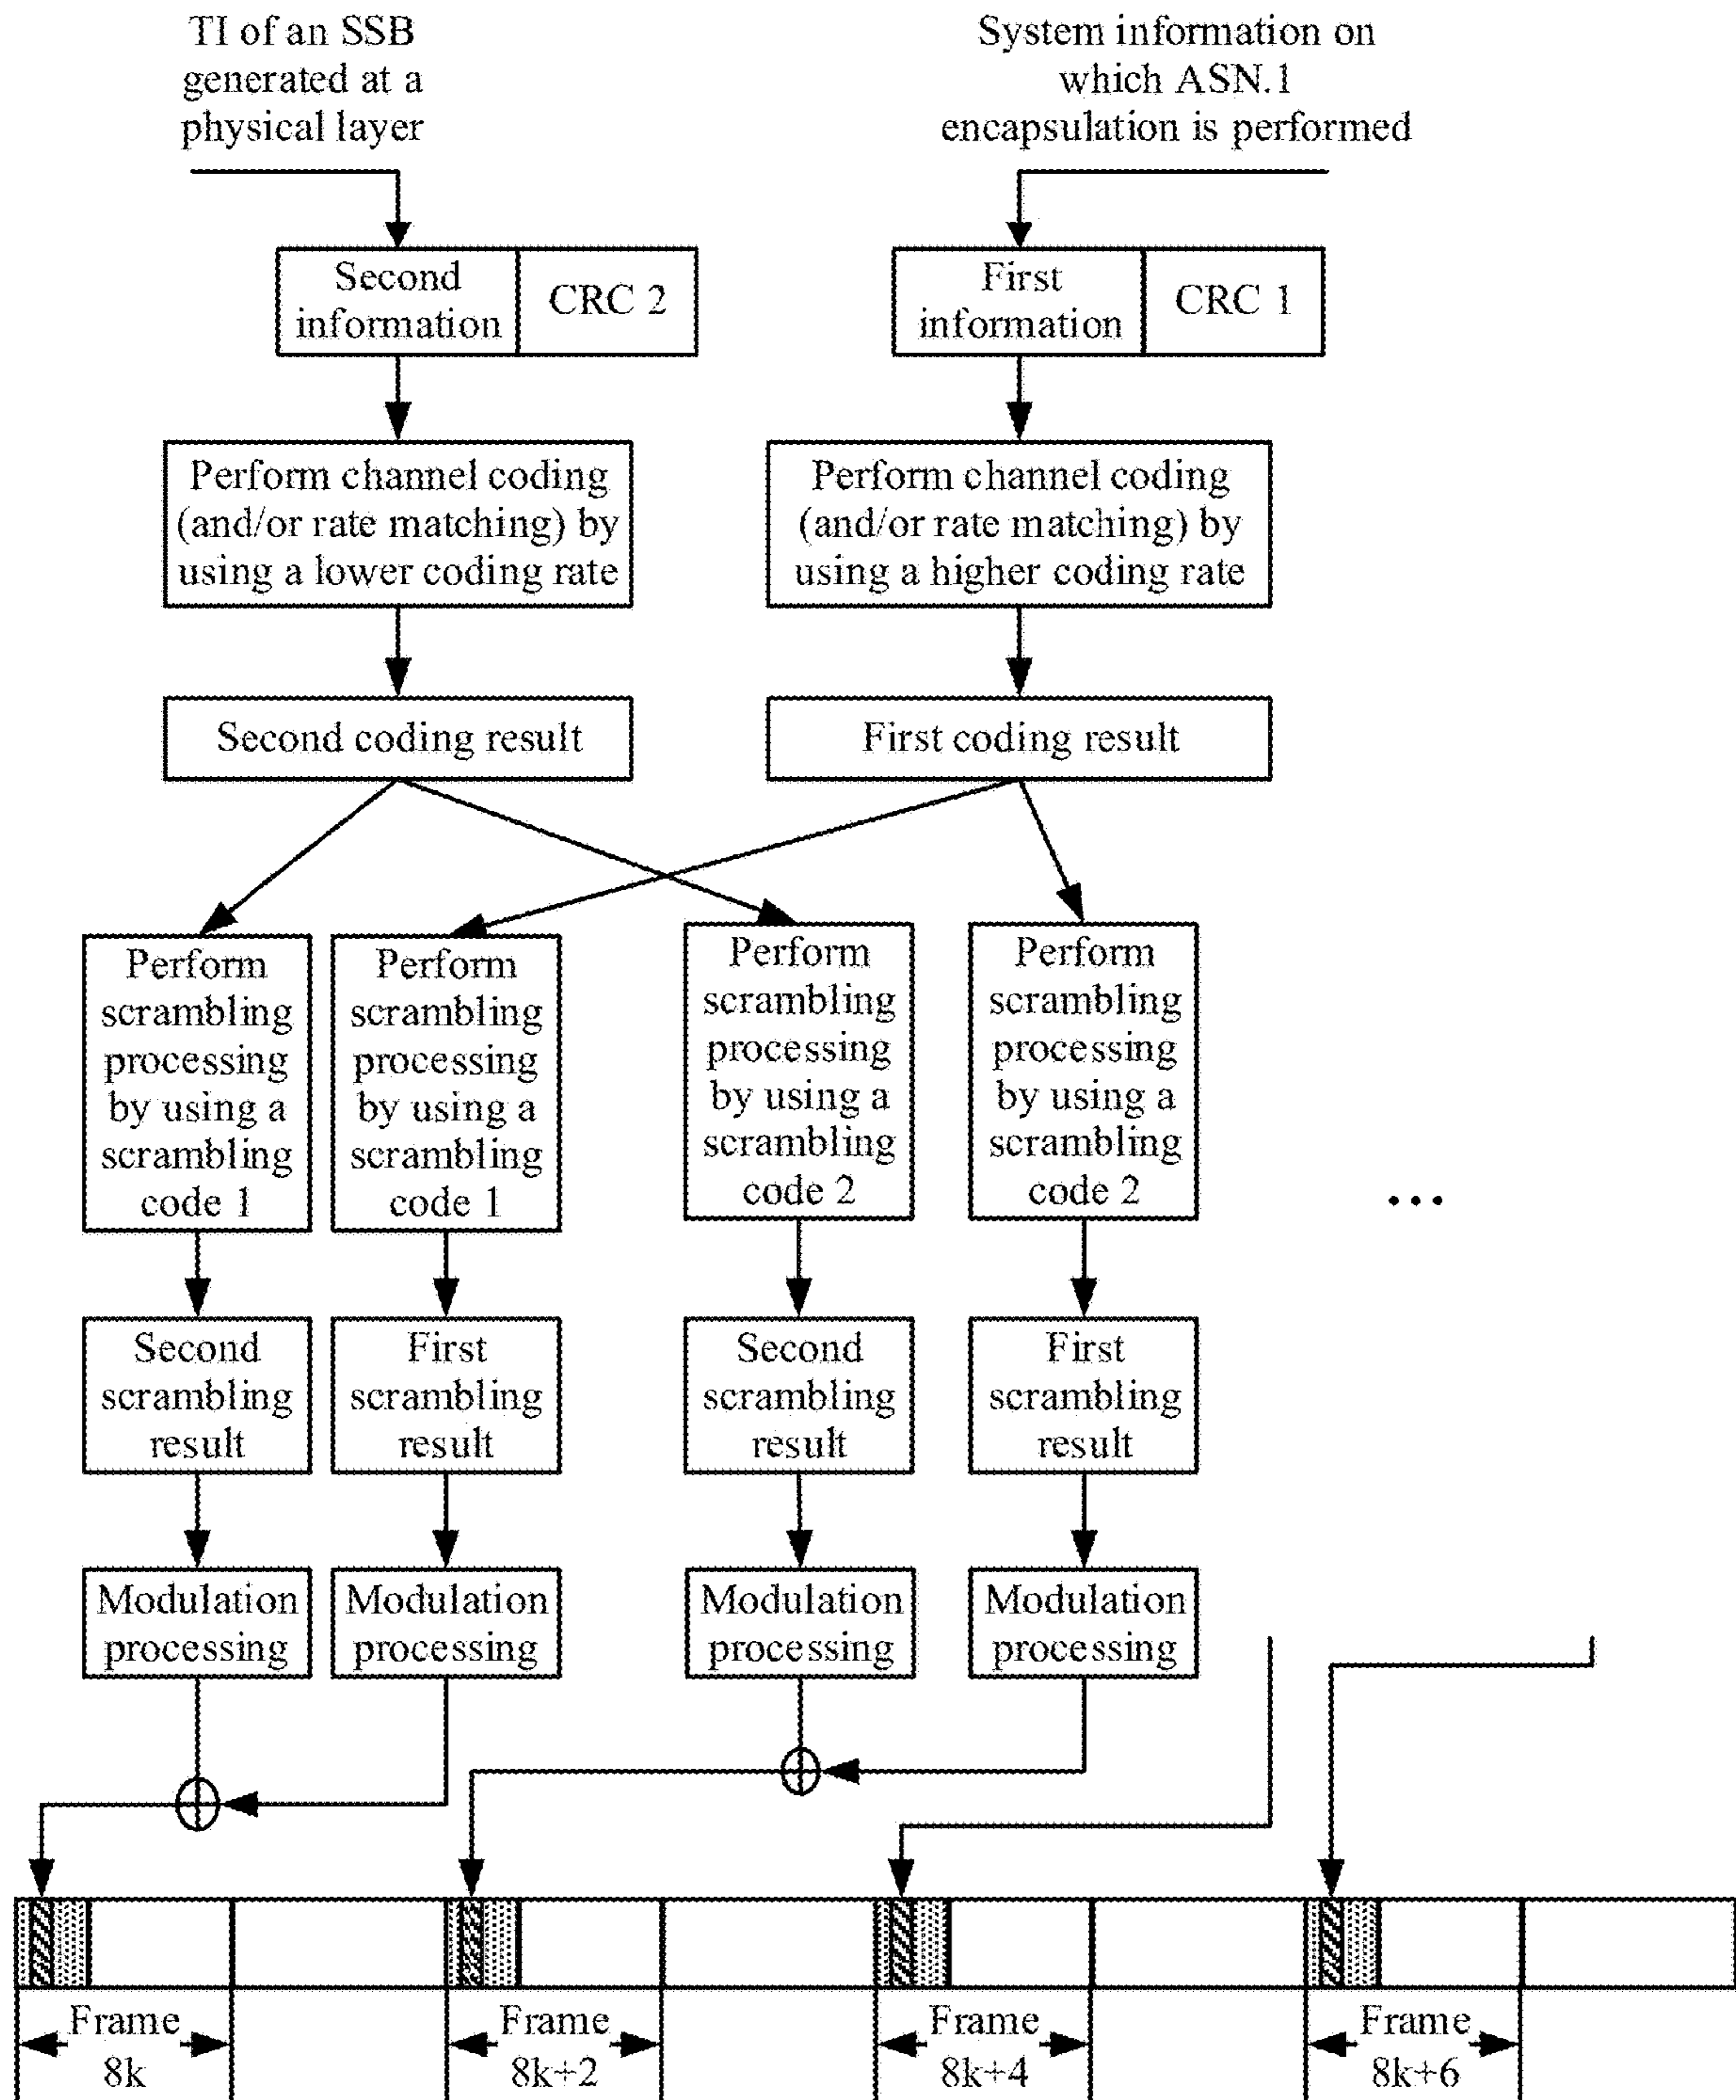 TI of an SSB
generated at a
physical layer
System information on
which ASN.1
encapsulation is performed
Second
information
CRC 2
First
information
CRC 1
Perform channel coding
(and/or rate matching) by
using a lower coding rate
Perform channel coding
(and/or rate matching) by
using a higher coding rate
Second coding result
First coding result
Perform
scrambling
processing
by using a
scrambling
code 1
Perform
scrambling
processing
by using a
scrambling
code 1
Perform
scrambling
processing
by using a
scrambling
code 2
Perform
scrambling
processing
by using a
scrambling
code 2
...
Second
scrambling
result
First
scrambling
result
Second
scrambling
result
First
scrambling
result
Modulation
processing
Modulation
processing
Modulation
processing
Modulation
processing
Frame
8k
Frame
8k+2
Frame
8k+4
Frame
8k+6